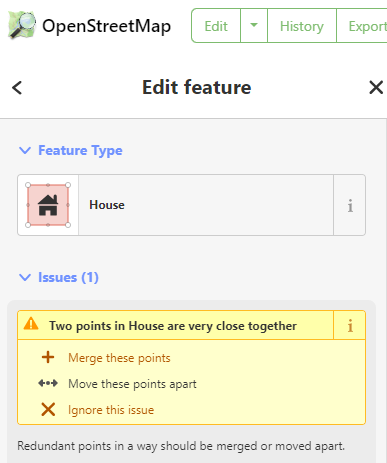 OpenStreetMap
Edit
History
Export
Edit feature
Feature Type
House
i
Issues (1)
Two points in House are very close together
i
Merge these points
Move these points apart
Ignore this issue
Redundant points in a way should be merged or moved apart.